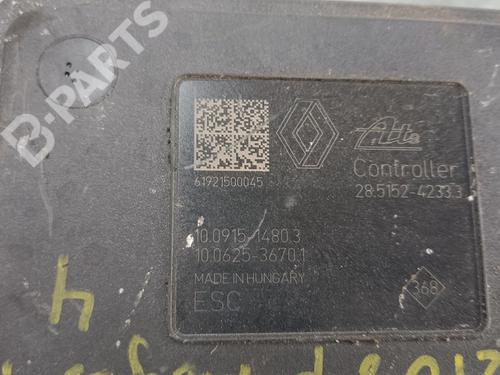 B-PARTS
Ate
Controller
28.5152-4233.3
61921500045
10.0915-1480.3
10.0625-3670.1
MADE IN HUNGARY
ESC
368
4